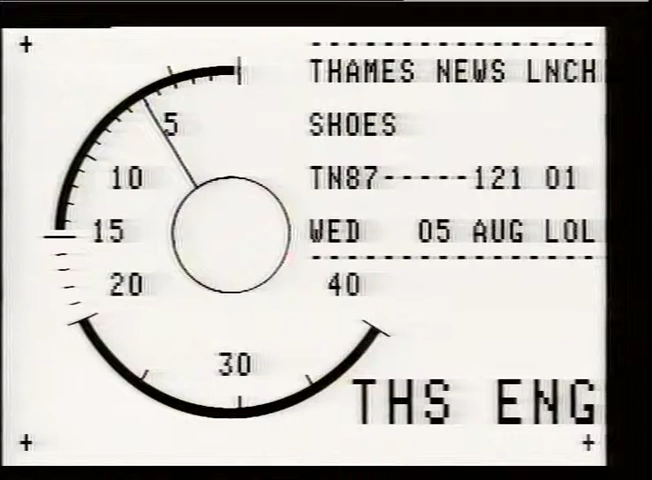 THAMES NEWS LNCH
5
SHOES
10
TN87-----121 01
15
WED 05 AUG LOL
20
40
30
THS ENG